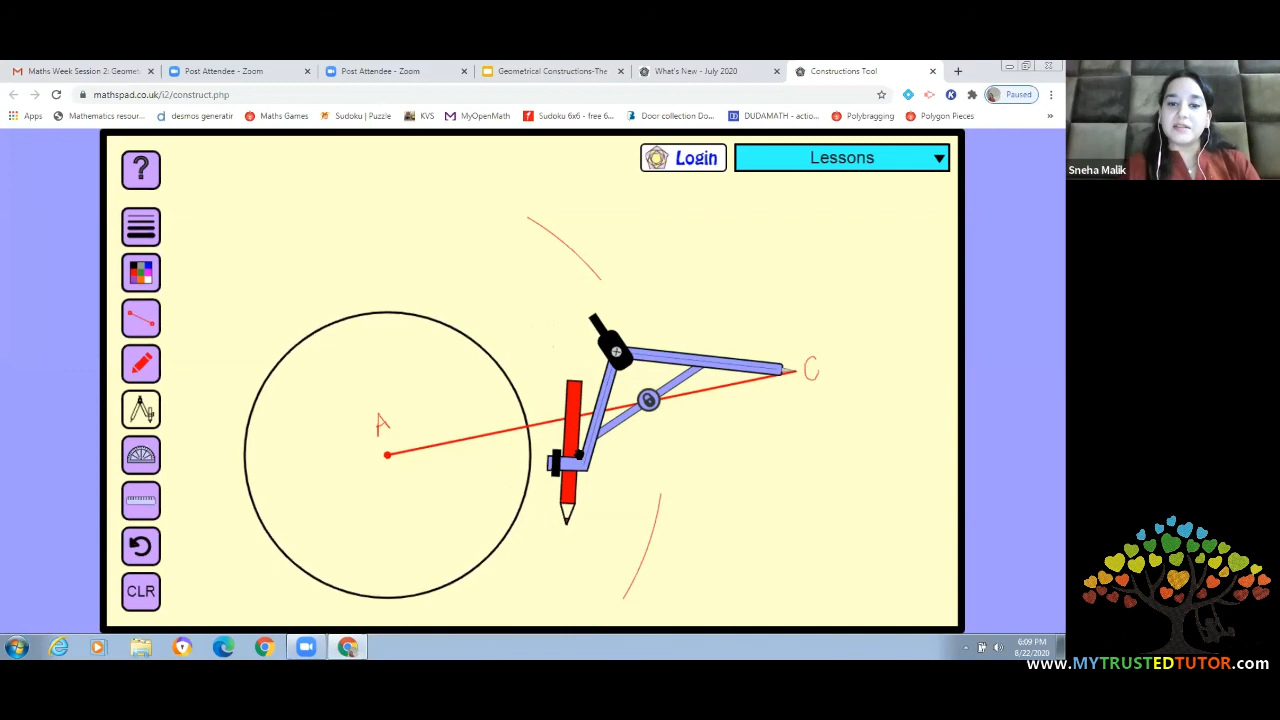 Maths Week Session 2: Geomet
Post Attendee - Zoom
Post Attendee - Zoom
Geometrical Constructions-The
What's New - July 2020
Constructions Tool
Paused
mathspad.co.uk/i2/construct.php
Apps
Mathematics resour...
desmos generatir
Maths Games
Sudoku | Puzzle
KVS
MyOpenMath
Sudoku 6x6 - free 6...
Door collection Do...
DUDAMATH - actio...
Polybragging
Polygon Pieces
»
?
Login
Lessons
Sneha Malik
C
A
CLR
6:09 PM
8/22/2020
www.MYTRUSTEDTUTOR.com